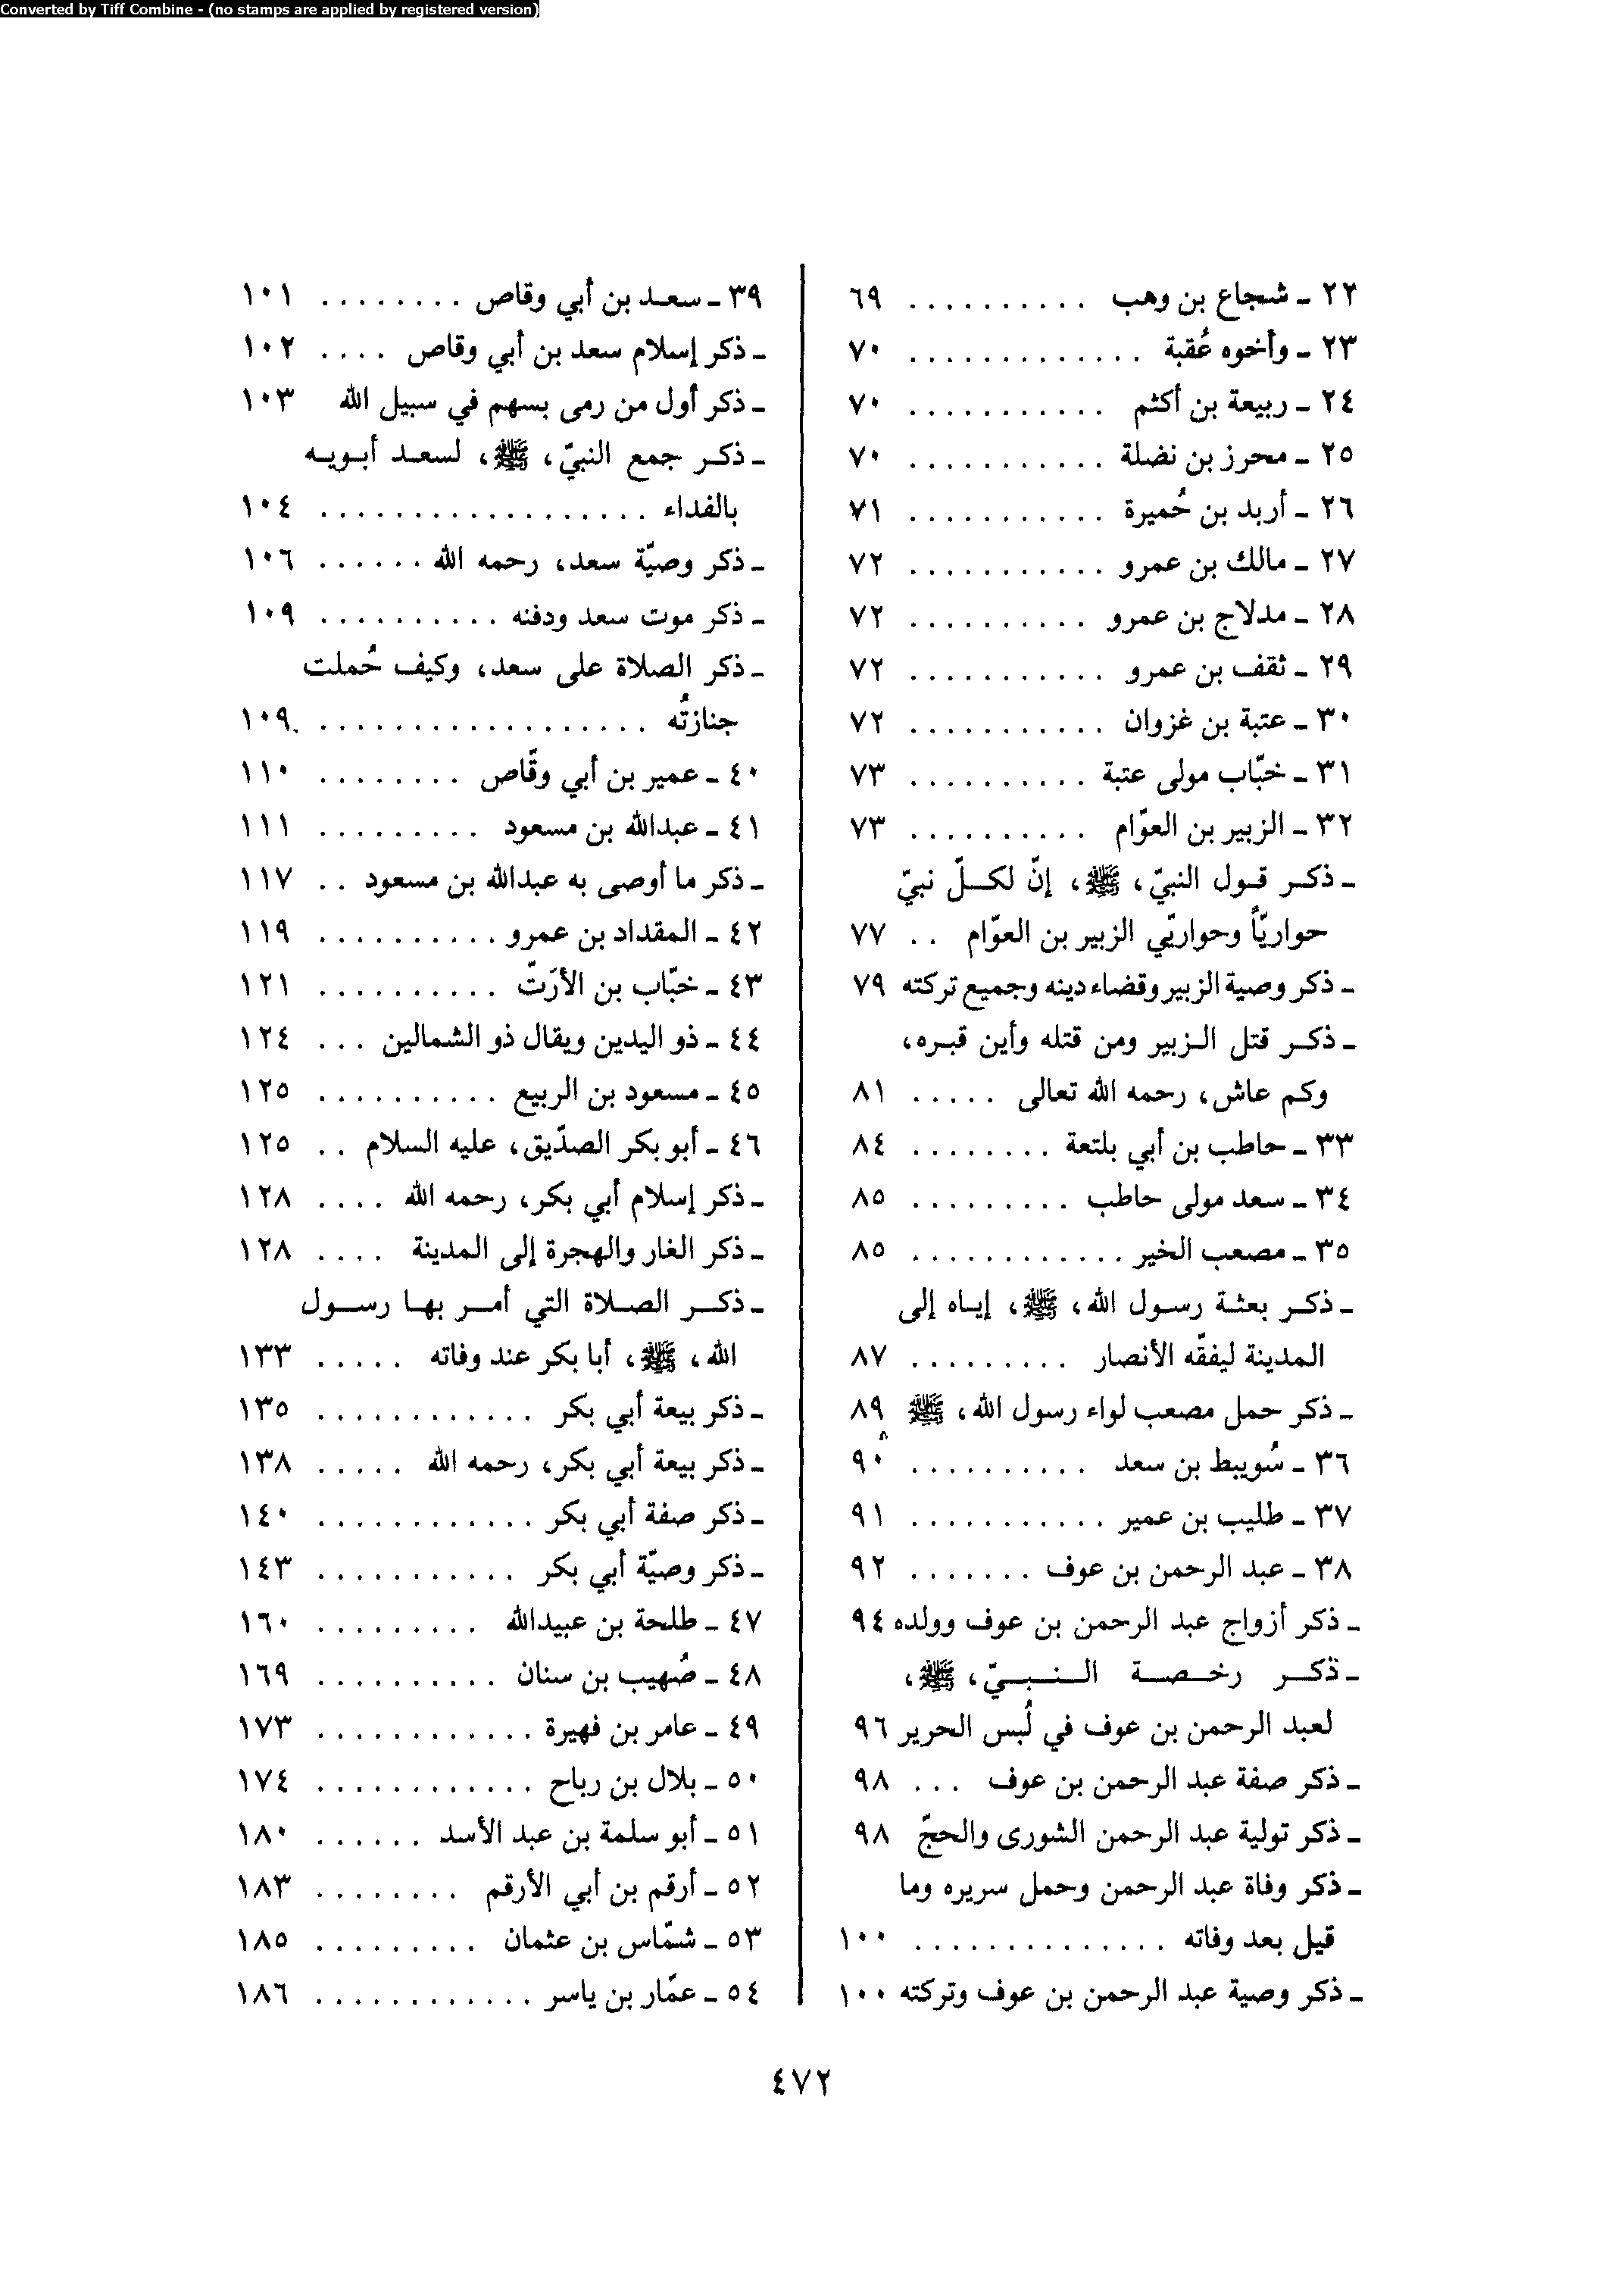 Converted by Tiff Combine - (no stamps are applied by registered version)
٢٢ - شجاع بن وهب . . . . . . . . . . ٦٩
٢٣ - وأخوه عُقبة . . . . . . . . . . . . . ٧٠
٢٤ - ربيعة بن أكثم . . . . . . . . . . . ٧٠
٢٥ - محرز بن نضلة . . . . . . . . . . . ٧٠
٢٦ - أربد بن حُميرة . . . . . . . . . . . ٧١
٢٧ - مالك بن عمرو . . . . . . . . . . . ٧٢
٢٨ - مدلاج بن عمرو . . . . . . . . . . ٧٢
٢٩ - ثقف بن عمرو . . . . . . . . . . . ٧٢
٣٠ - عتبة بن غزوان . . . . . . . . . . . ٧٢
٣١ - خبّاب مولى عتبة . . . . . . . . . . ٧٣
٣٢ - الزبير بن العوّام . . . . . . . . . . ٧٣
- ذكر قول النبيّ، ﷺ، إنّ لكلّ نبيّ
حواريّاً وحواريّي الزبير بن العوّام . . ٧٧
- ذكر وصية الزبير وقضاء دينه وجميع تركته ٧٩
- ذكر قتل الزبير ومن قتله وأين قبره،
وكم عاش، رحمه الله تعالى . . . . . ٨١
٣٣ - حاطب بن أبي بلتعة . . . . . . . . ٨٤
٣٤ - سعد مولى حاطب . . . . . . . . . ٨٥
٣٥ - مصعب الخير . . . . . . . . . . . . ٨٥
- ذكر بعثة رسول الله، ﷺ، إياه إلى
المدينة ليفقّه الأنصار . . . . . . . . . ٨٧
- ذكر حمل مصعب لواء رسول الله، ﷺ ٨٩
٣٦ - سُويبط بن سعد . . . . . . . . . . ٩٠
٣٧ - طليب بن عمير . . . . . . . . . . . ٩١
٣٨ - عبد الرحمن بن عوف . . . . . . . ٩٢
- ذكر أزواج عبد الرحمن بن عوف وولده ٩٤
- ذكر رخصة النبيّ، ﷺ،
لعبد الرحمن بن عوف في لُبس الحرير ٩٦
- ذكر صفة عبد الرحمن بن عوف . . . ٩٨
- ذكر تولية عبد الرحمن الشورى والحجّ ٩٨
- ذكر وفاة عبد الرحمن وحمل سريره وما
قيل بعد وفاته . . . . . . . . . . . . . . ١٠٠
- ذكر وصية عبد الرحمن بن عوف وتركته ١٠٠
٣٩ - سعد بن أبي وقاص . . . . . . . . ١٠١
- ذكر إسلام سعد بن أبي وقاص . . . . ١٠٢
- ذكر أول من رمى بسهم في سبيل الله ١٠٣
- ذكر جمع النبيّ، ﷺ، لسعد أبويه
بالفداء . . . . . . . . . . . . . . . . . . ١٠٤
- ذكر وصيّة سعد، رحمه الله . . . . . . ١٠٦
- ذكر موت سعد ودفنه . . . . . . . . . . ١٠٩
- ذكر الصلاة على سعد، وكيف حُملت
جنازتُه . . . . . . . . . . . . . . . . . . ١٠٩
٤٠ - عمير بن أبي وقّاص . . . . . . . . ١١٠
٤١ - عبدالله بن مسعود . . . . . . . . . ١١١
- ذكر ما أوصى به عبدالله بن مسعود . . ١١٧
٤٢ - المقداد بن عمرو . . . . . . . . . . ١١٩
٤٣ - خبّاب بن الأرَتّ . . . . . . . . . . ١٢١
٤٤ - ذو اليدين ويقال ذو الشمالين . . . ١٢٤
٤٥ - مسعود بن الربيع . . . . . . . . . . ١٢٥
٤٦ - أبو بكر الصدّيق، عليه السلام . . ١٢٥
- ذكر إسلام أبي بكر، رحمه الله . . . . ١٢٨
- ذكر الغار والهجرة إلى المدينة . . . . ١٢٨
- ذكر الصلاة التي أمر بها رسول
الله، ﷺ، أبا بكر عند وفاته . . . . . ١٣٣
- ذكر بيعة أبي بكر . . . . . . . . . . . . ١٣٥
- ذكر بيعة أبي بكر، رحمه الله . . . . . ١٣٨
- ذكر صفة أبي بكر . . . . . . . . . . . . ١٤٠
- ذكر وصيّة أبي بكر . . . . . . . . . . . ١٤٣
٤٧ - طلحة بن عبيدالله . . . . . . . . . ١٦٠
٤٨ - صُهيب بن سنان . . . . . . . . . . ١٦٩
٤٩ - عامر بن فهيرة . . . . . . . . . . . . ١٧٣
٥٠ - بلال بن رباح . . . . . . . . . . . . ١٧٤
٥١ - أبو سلمة بن عبد الأسد . . . . . . ١٨٠
٥٢ - أرقم بن أبي الأرقم . . . . . . . . ١٨٣
٥٣ - شمّاس بن عثمان . . . . . . . . . ١٨٥
٥٤ - عمّار بن ياسر . . . . . . . . . . . . ١٨٦
٤٧٢